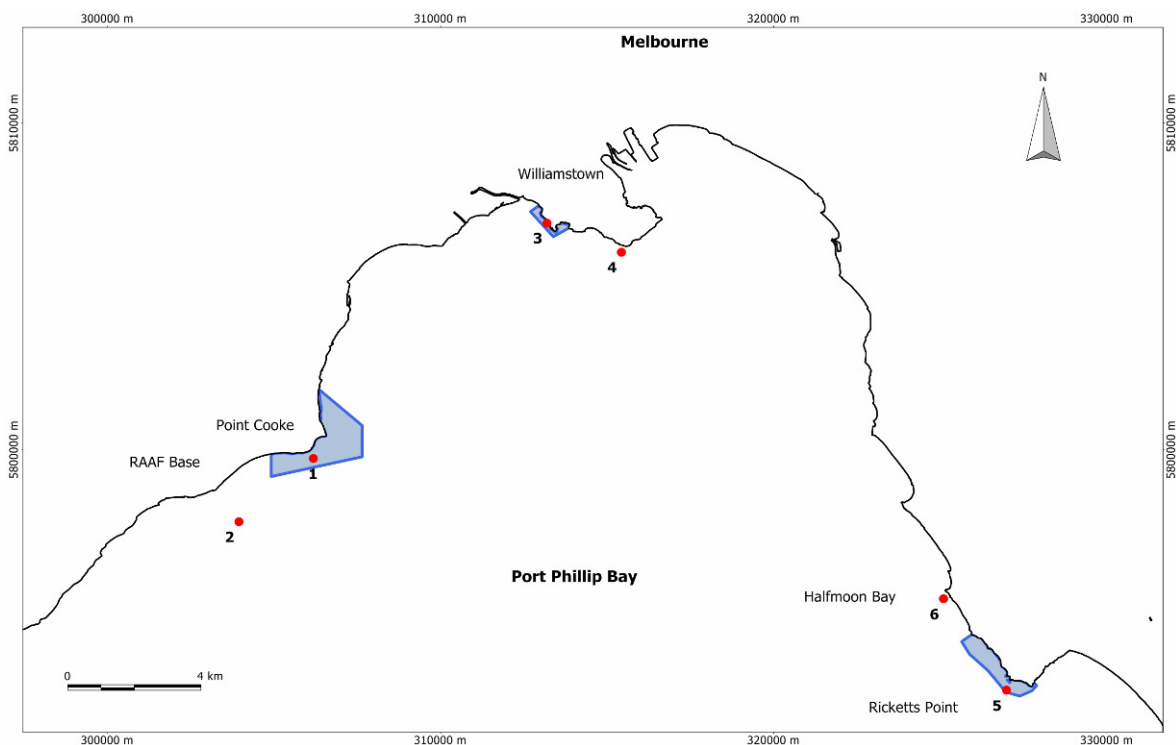 300000 m
310000 m
320000 m
330000 m
Melbourne
N
5810000 m
5810000 m
Williamstown
3
4
Point Cooke
RAAF Base
1
5800000 m
5800000 m
2
Port Phillip Bay
Halfmoon Bay
6
0
4 km
Ricketts Point
5
300000 m
310000 m
320000 m
330000 m